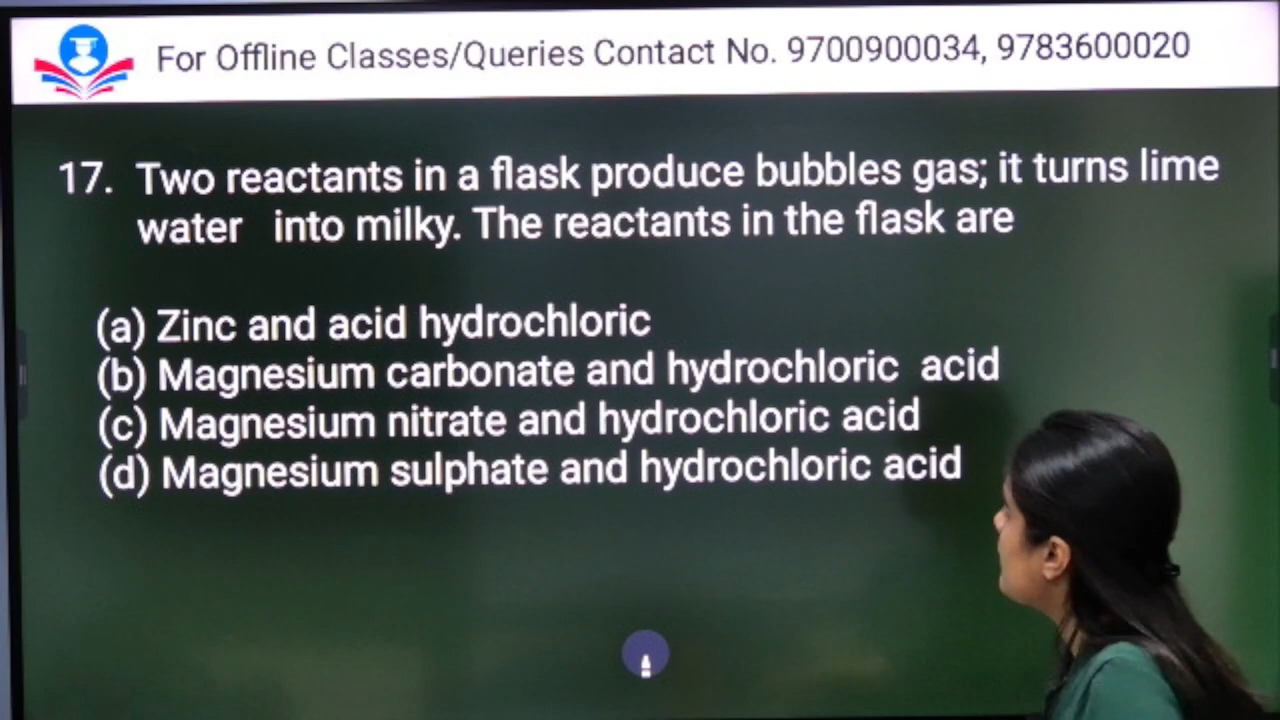 For Offline Classes/Queries Contact No. 9700900034, 9783600020
17. Two reactants in a flask produce bubbles gas; it turns lime
water into milky. The reactants in the flask are
(a) Zinc and acid hydrochloric
(b) Magnesium carbonate and hydrochloric acid
(c) Magnesium nitrate and hydrochloric acid
(d) Magnesium sulphate and hydrochloric acid